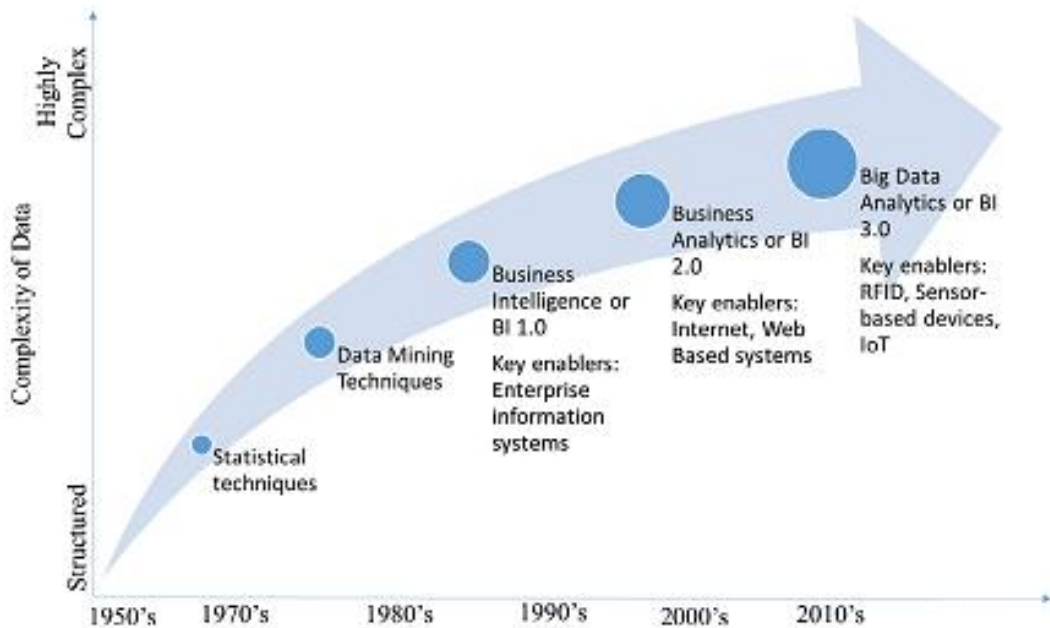 Highly
Complex
Complexity of Data
Structured
Statistical
techniques
Data Mining
Techniques
Business
Intelligence or
BI 1.0
Key enablers:
Enterprise
information
systems
Business
Analytics or BI
2.0
Key enablers:
Internet, Web
Based systems
Big Data
Analytics or BI
3.0
Key enablers:
RFID, Sensor-
based devices,
IoT
1950's 1970's 1980's 1990's 2000's 2010's